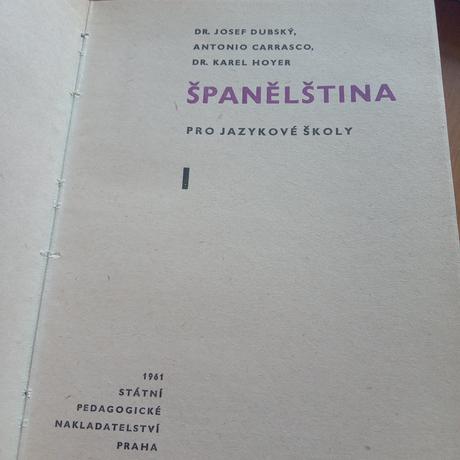 DR. JOSEF DUBSKÝ,
ANTONIO CARRASCO,
DR. KAREL HOYER
ŠPANĚLŠTINA
PRO JAZYKOVÉ ŠKOLY
I
1961
STÁTNÍ
PEDAGOGICKÉ
NAKLADATELSTVÍ
PRAHA